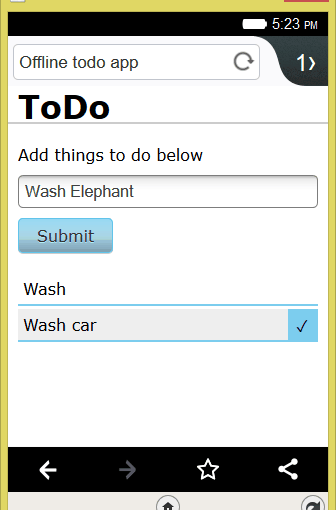 5:23 PM
Offline todo app
1
ToDo
Add things to do below
Wash Elephant
Submit
Wash
Wash car